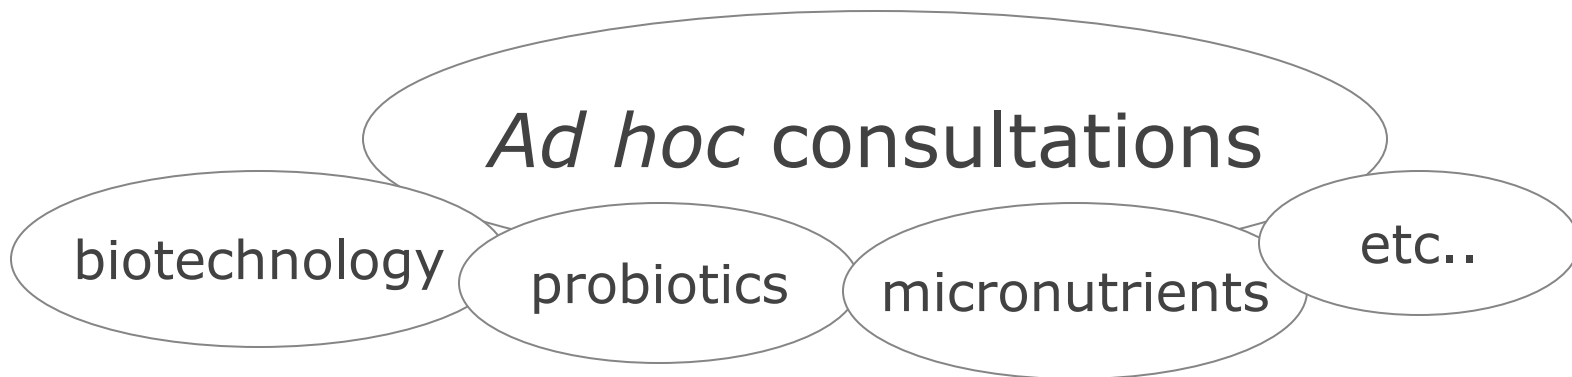 Ad hoc consultations
biotechnology
probiotics
micronutrients
etc..